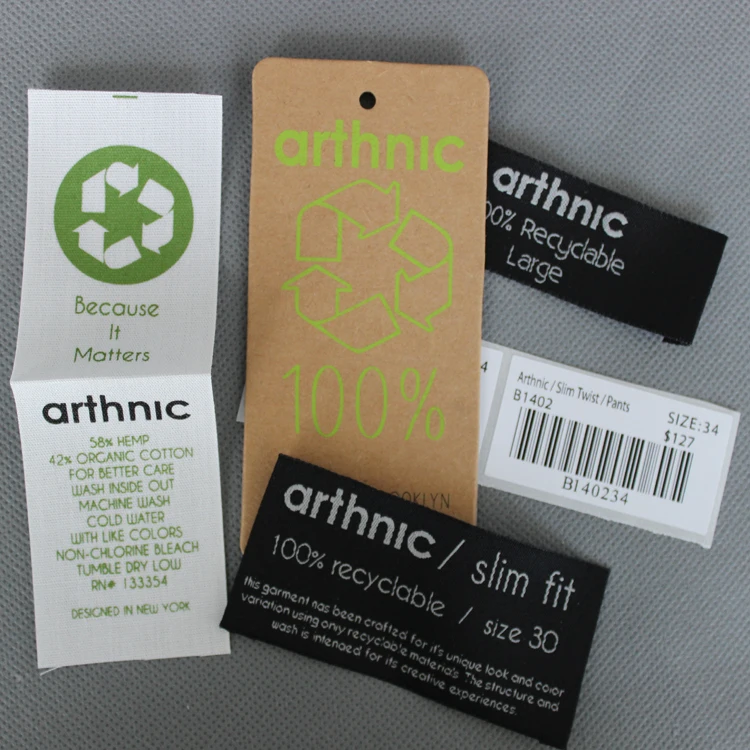 Because
It
Matters
arthnic
58% HEMP
42% ORGANIC COTTON
FOR BETTER CARE
WASH INSIDE OUT
MACHINE WASH
COLD WATER
WITH LIKE COLORS
NON-CHLORINE BLEACH
TUMBLE DRY LOW
RN# 133354
DESIGNED IN NEW YORK
arthnic
100%
arthnic
00% Recyclable
Large
4
Arthnic / Slim Twist / Pants
B1402 SIZE:34
$127
B140234
arthnic / slim fit
100% recyclable / size 30
this garment has been crafted for it's unique look and color
variation using only recyclable materials. The structure and
wash is intended for its creative experiences.